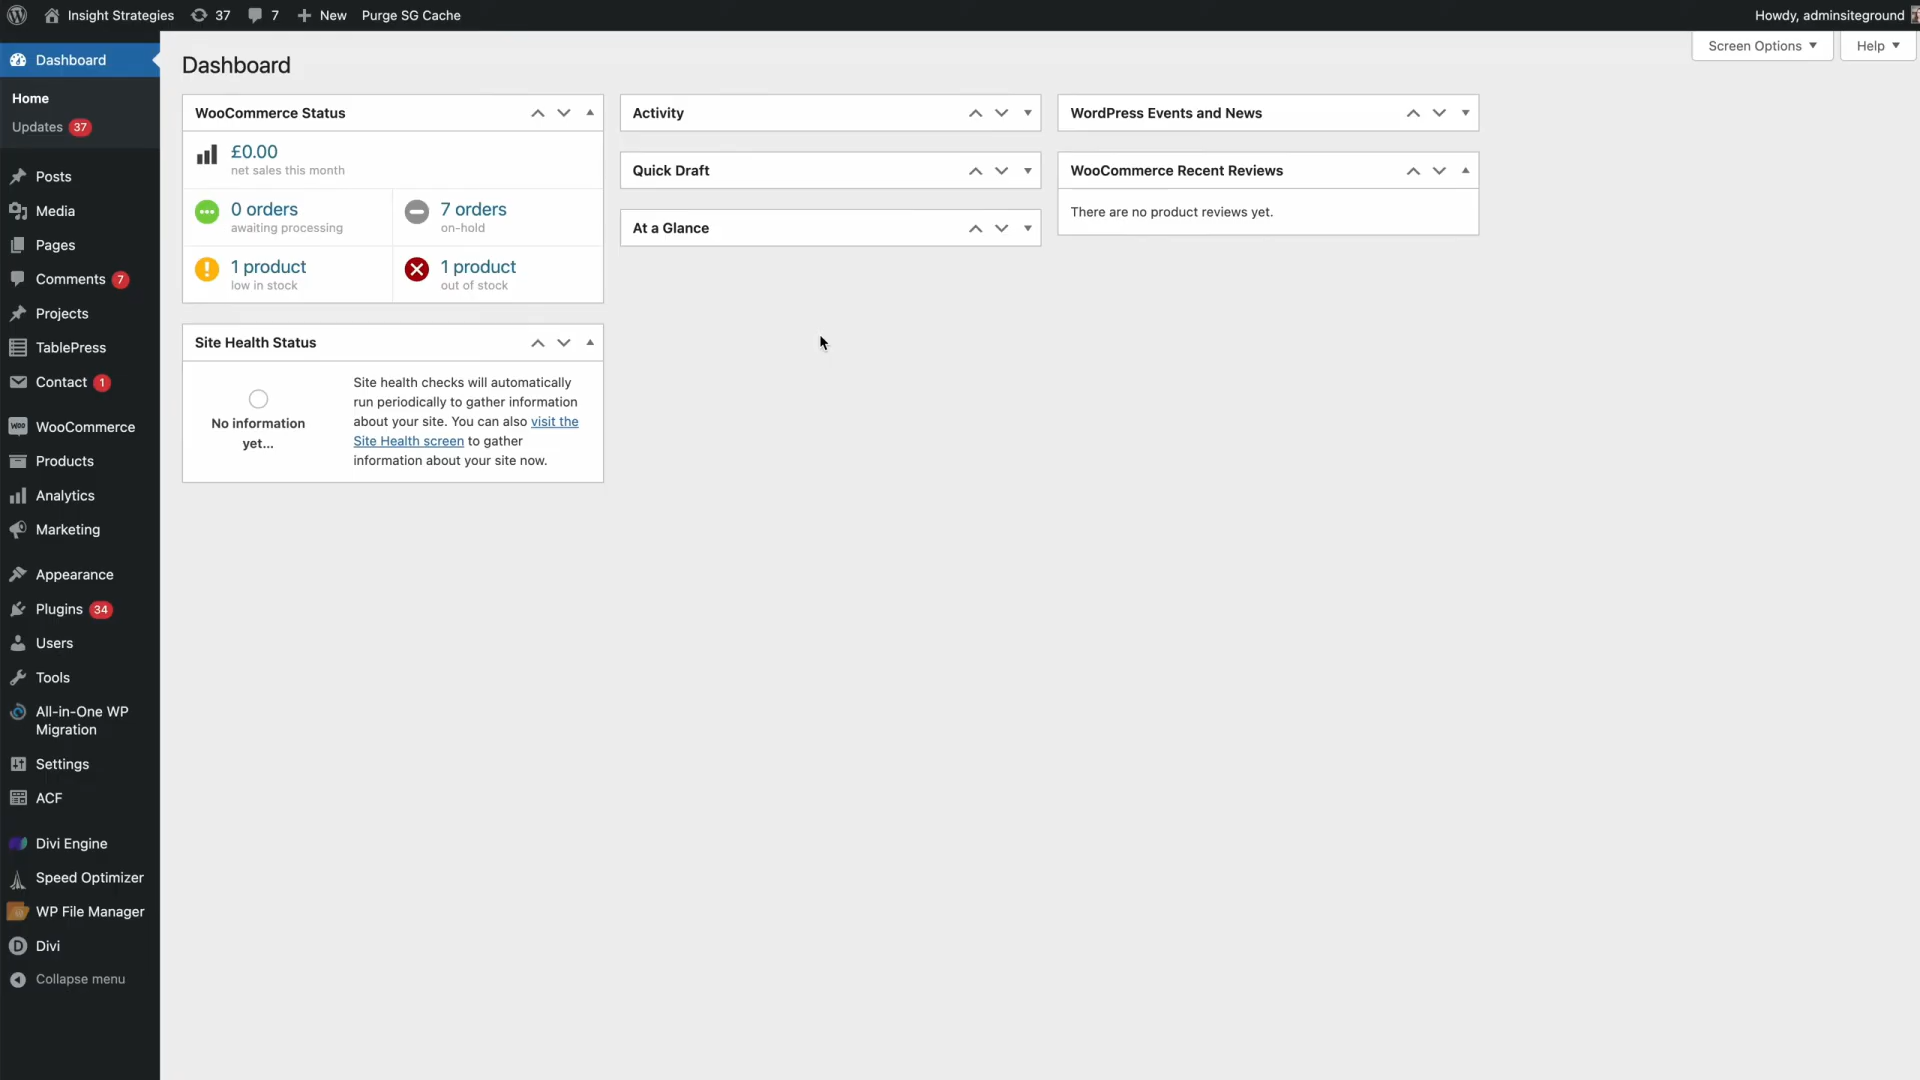 Insight Strategies 37 7 New Purge SG Cache Howdy, adminsiteground
Screen Options Help
Dashboard
Home
Updates 37
Posts
Media
Pages
Comments 7
Projects
TablePress
Contact 1
WooCommerce
Products
Analytics
Marketing
Appearance
Plugins 34
Users
Tools
All-in-One WP
Migration
Settings
ACF
Divi Engine
Speed Optimizer
WP File Manager
Divi
Collapse menu
Dashboard
WooCommerce Status
£0.00
net sales this month
0 orders
awaiting processing
7 orders
on-hold
1 product
low in stock
1 product
out of stock
Site Health Status
No information
yet...
Site health checks will automatically
run periodically to gather information
about your site. You can also visit the
Site Health screen to gather
information about your site now.
Activity
Quick Draft
At a Glance
WordPress Events and News
WooCommerce Recent Reviews
There are no product reviews yet.